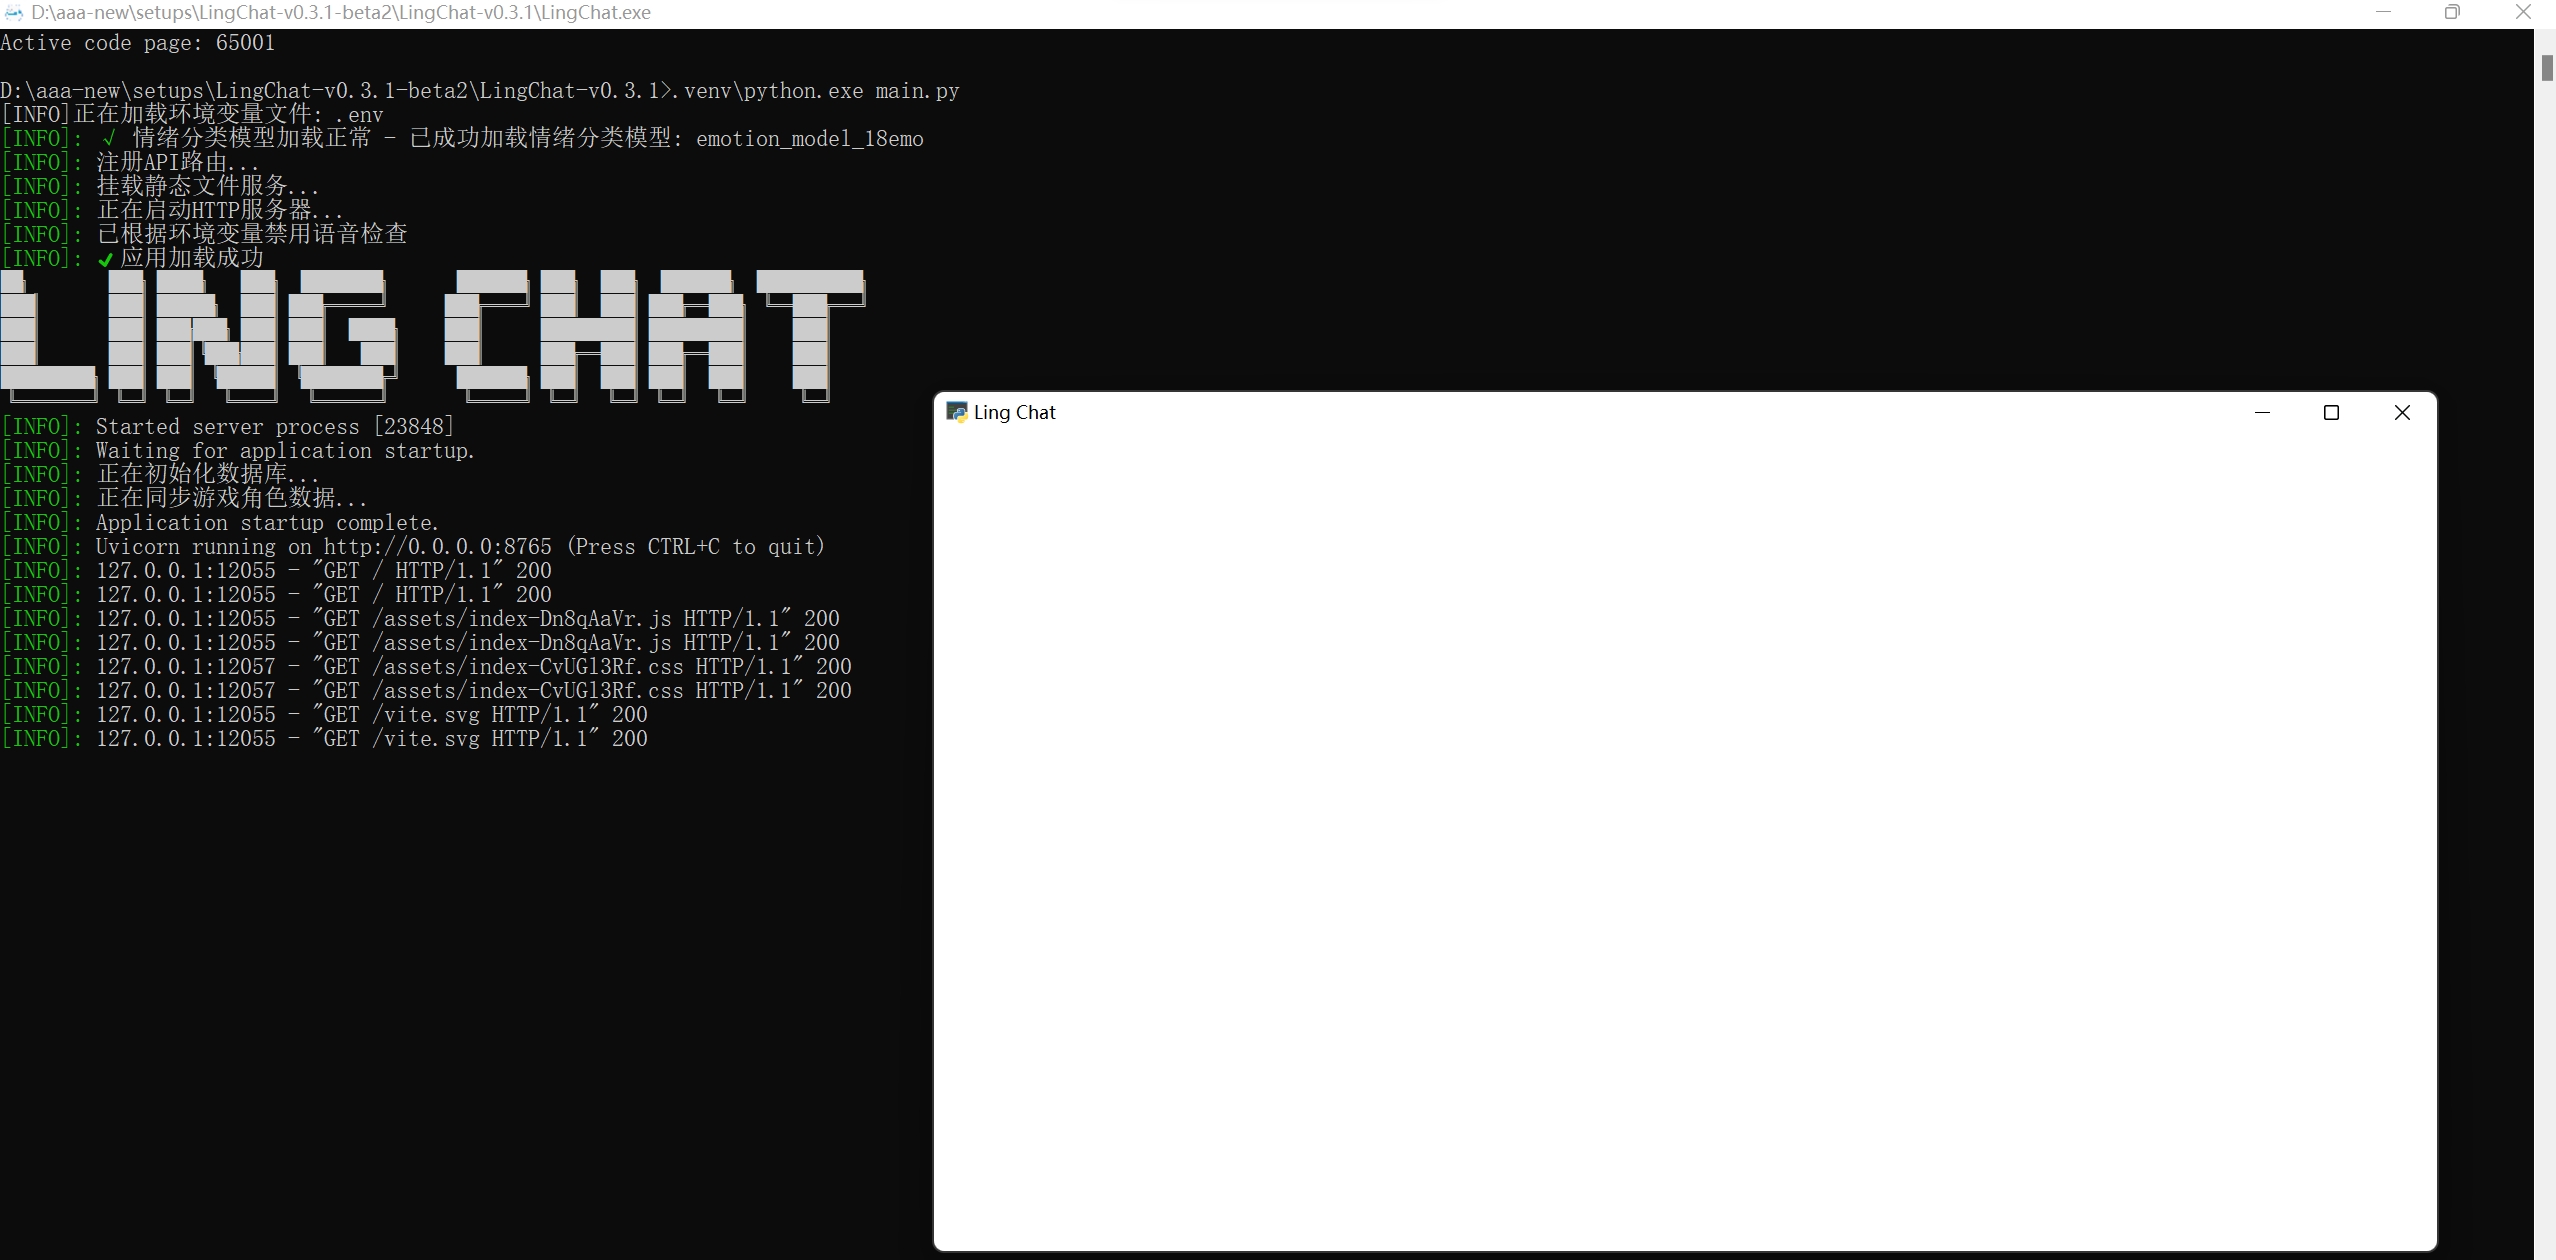 D:\aaa-new\setups\LingChat-v0.3.1-beta2\LingChat-v0.3.1\LingChat.exe
Active code page: 65001
D:\aaa-new\setups\LingChat-v0.3.1-beta2\LingChat-v0.3.1>.venv\python.exe main.py
[INFO]正在加载环境变量文件: .env
[INFO]: √ 情绪分类模型加载正常 - 已成功加载情绪分类模型: emotion_model_18emo
[INFO]: 注册API路由...
[INFO]: 挂载静态文件服务...
[INFO]: 正在启动HTTP服务器...
[INFO]: 已根据环境变量禁用语音检查
[INFO]: ✔应用加载成功
LING CHAT
[INFO]: Started server process [23848]
[INFO]: Waiting for application startup.
[INFO]: 正在初始化数据库...
[INFO]: 正在同步游戏角色数据...
[INFO]: Application startup complete.
[INFO]: Uvicorn running on http://0.0.0.0:8765 (Press CTRL+C to quit)
[INFO]: 127.0.0.1:12055 - "GET / HTTP/1.1" 200
[INFO]: 127.0.0.1:12055 - "GET / HTTP/1.1" 200
[INFO]: 127.0.0.1:12055 - "GET /assets/index-Dn8qAaVr.js HTTP/1.1" 200
[INFO]: 127.0.0.1:12055 - "GET /assets/index-Dn8qAaVr.js HTTP/1.1" 200
[INFO]: 127.0.0.1:12057 - "GET /assets/index-CvUGl3Rf.css HTTP/1.1" 200
[INFO]: 127.0.0.1:12057 - "GET /assets/index-CvUGl3Rf.css HTTP/1.1" 200
[INFO]: 127.0.0.1:12055 - "GET /vite.svg HTTP/1.1" 200
[INFO]: 127.0.0.1:12055 - "GET /vite.svg HTTP/1.1" 200
Ling Chat